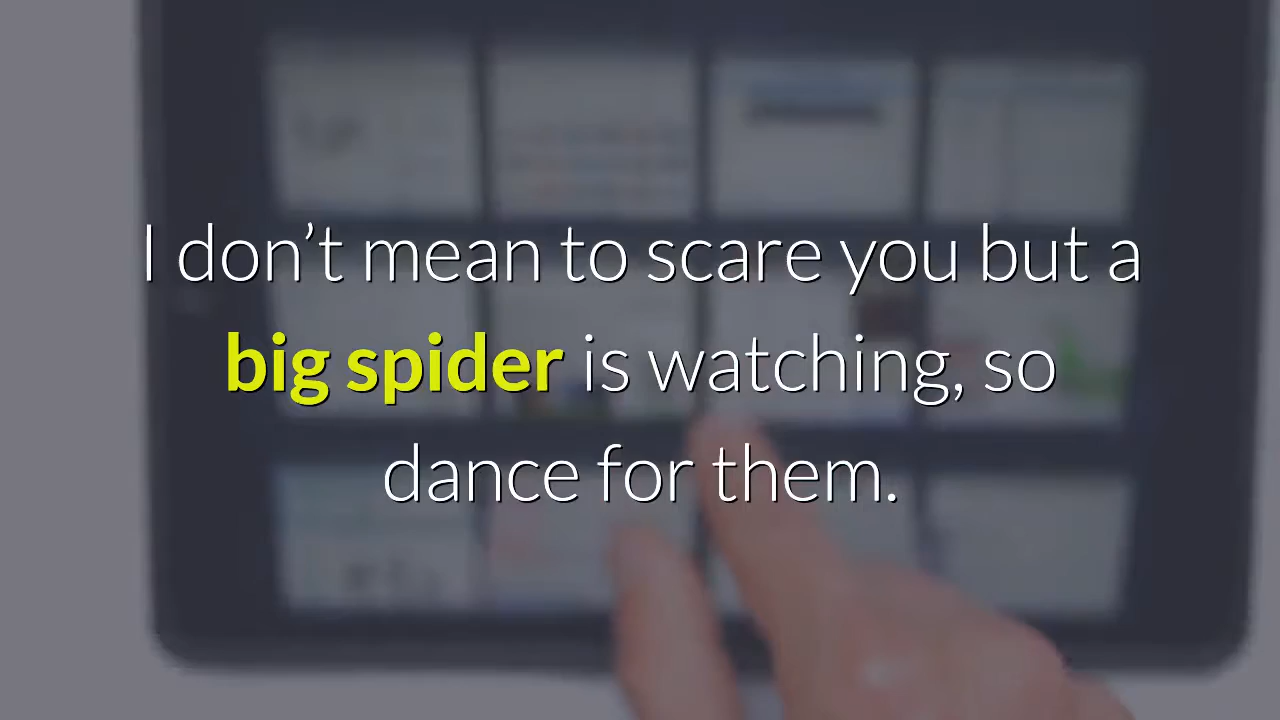 I don’t mean to scare you but a
big spider is watching, so
dance for them.